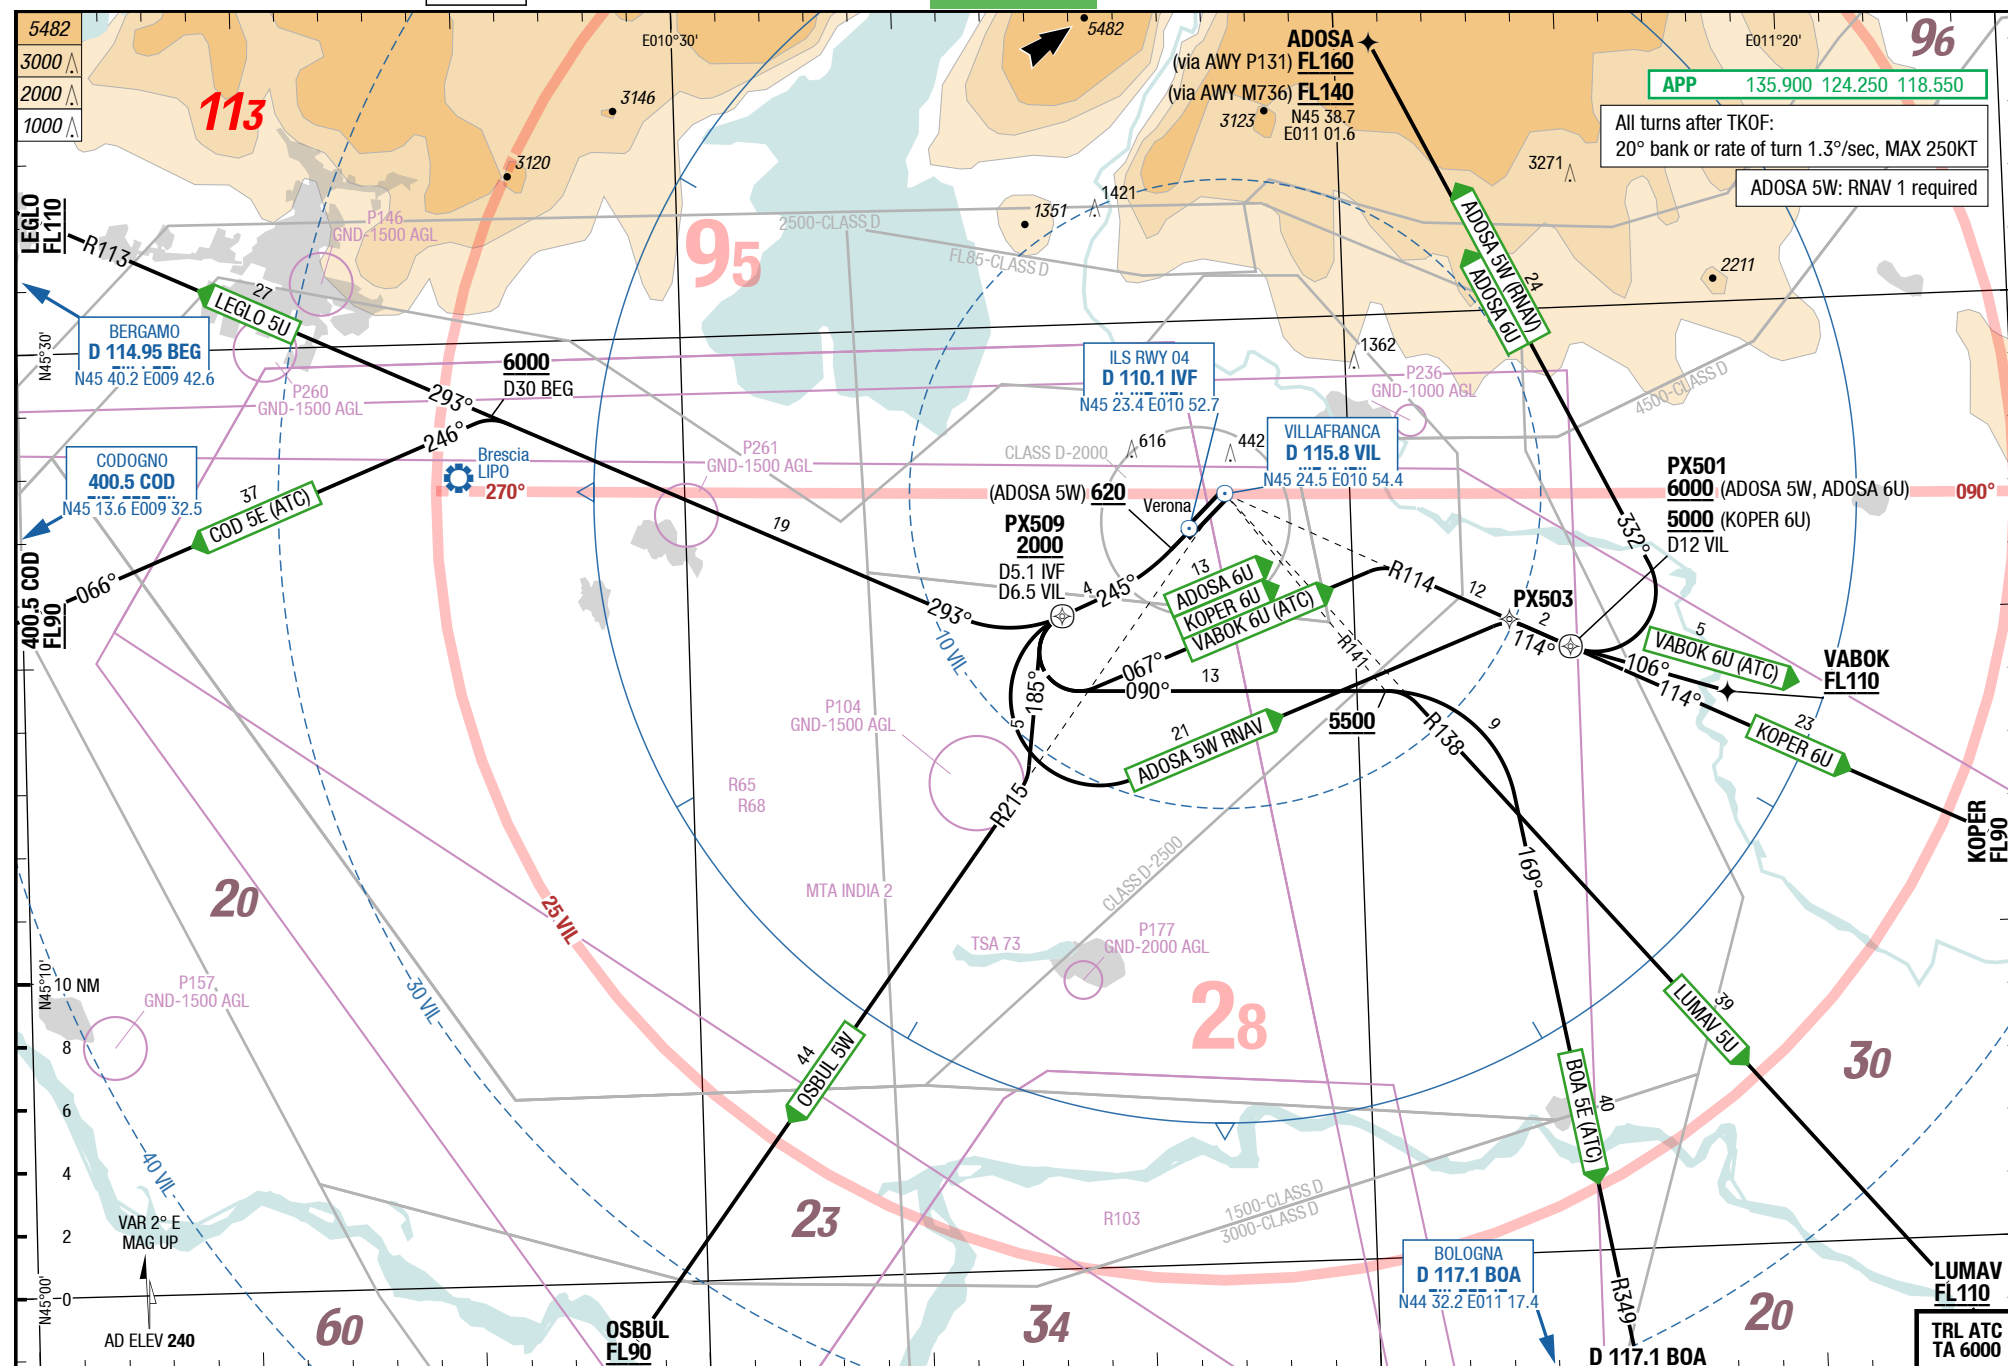 5482
3000
2000
1000
113
E010°30'
5482
3146
3120
ADOSA
(via AWY P131) FL160
(via AWY M736) FL140
N45 38.7
E011 01.6
3123
E011°20'
96
APP 135.900 124.250 118.550
All turns after TKOF:
20° bank or rate of turn 1.3°/sec, MAX 250KT
ADOSA 5W: RNAV 1 required
3271
1421
1351
2211
LEGLO
FL110
R113
P146
GND-1500 AGL
2500-CLASS D
FL85-CLASS D
95
ADOSA 5W (RNAV)
24
ADOSA 6U
27
LEGLO 5U
BERGAMO
D 114.95 BEG
N45 40.2 E009 42.6
N45°30'
6000
D30 BEG
P260
GND-1500 AGL
293°
246°
ILS RWY 04
D 110.1 IVF
N45 23.4 E010 52.7
1362
P236
GND-1000 AGL
4500-CLASS D
VILLAFRANCA
D 115.8 VIL
N45 24.5 E010 54.4
616
442
CLASS D-2000
P261
GND-1500 AGL
Brescia
LIPO
270°
CODOGNO
400.5 COD
N45 13.6 E009 32.5
37
COD 5E (ATC)
(ADOSA 5W) 620
Verona
PX509
2000
D5.1 IVF
D6.5 VIL
PX501
6000 (ADOSA 5W, ADOSA 6U)
5000 (KOPER 6U)
D12 VIL
090°
332°
19
400.5 COD
FL90
066°
293°
4
245°
13
ADOSA 6U
KOPER 6U
VABOK 6U (ATC)
R114
12
PX503
2
114°
10 VIL
R141
067°
090°
13
185°
5
5
VABOK 6U (ATC)
106°
114°
VABOK
FL110
23
KOPER 6U
KOPER
FL90
5500
R138
9
21
ADOSA 5W RNAV
P104
GND-1500 AGL
R65
R68
R215
MTA INDIA 2
CLASS D-2500
169°
20
25 VIL
TSA 73
P177
GND-2000 AGL
30 VIL
P157
GND-1500 AGL
N45°10'
10 NM
8
6
4
2
0
28
44
OSBUL 5W
39
LUMAV 5U
30
40
BOA 5E (ATC)
40 VIL
VAR 2° E
MAG UP
23
R103
1500-CLASS D
3000-CLASS D
BOLOGNA
D 117.1 BOA
N44 32.2 E011 17.4
R349
LUMAV
FL110
N45°00'
AD ELEV 240
60
OSBUL
FL90
34
20
D 117.1 BOA
TRL ATC
TA 6000